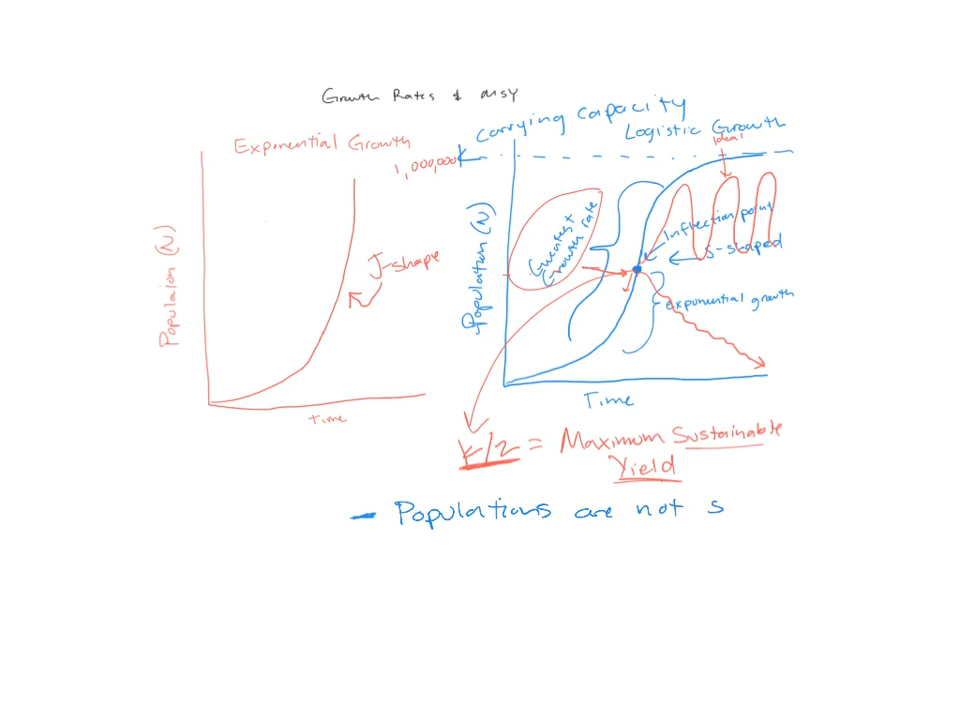 Growth Rates & MSY
Exponential Growth
Population (N)
J-shape
Time
carrying capacity
Logistic Growth
1,000,000
K
ideal
Population (N)
Greatest
Growth rate
Inflection point
S-shaped
exponential growth
Time
K/2 = Maximum Sustainable
Yield
- Populations are not s